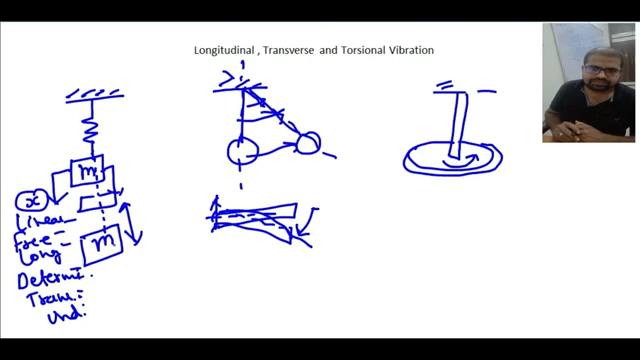 Longitudinal , Transverse and Torsional Vibration
m
x
Linear
Free
Long
m
Determi.
Trans.
Und.